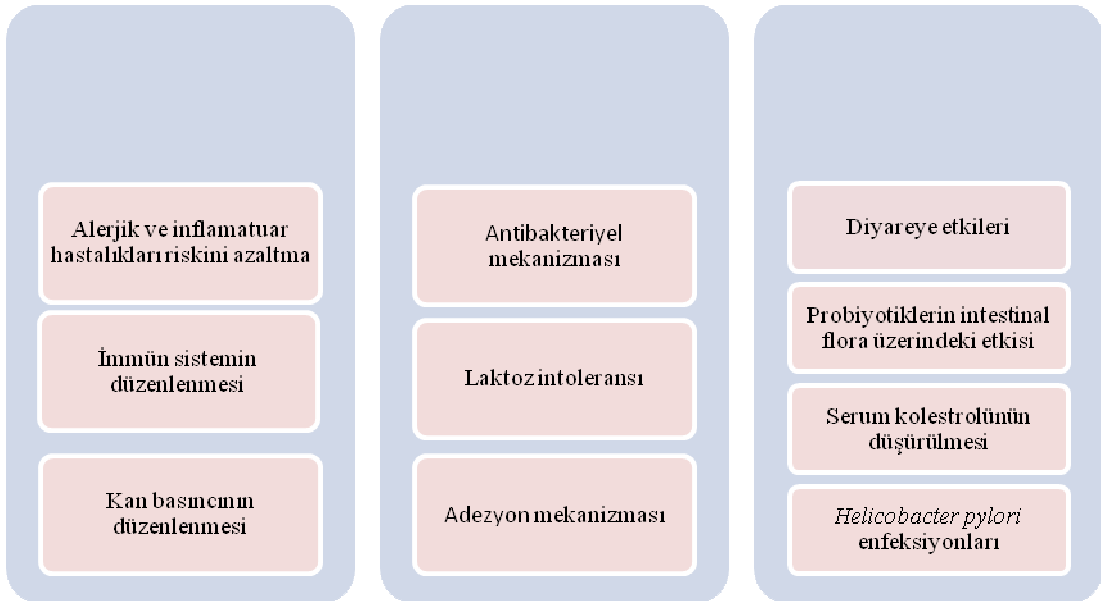 Alerjik ve inflamatuar
hastalıkları riskini azaltma
İmmün sistemin
düzenlenmesi
Kan basıncının
düzenlenmesi
Antibakteriyel
mekanizması
Laktoz intoleransı
Adezyon mekanizması
Diyareye etkileri
Probiyotiklerin intestinal
flora üzerindeki etkisi
Serum kolestrolünün
düşürülmesi
Helicobacter pylori
enfeksiyonları